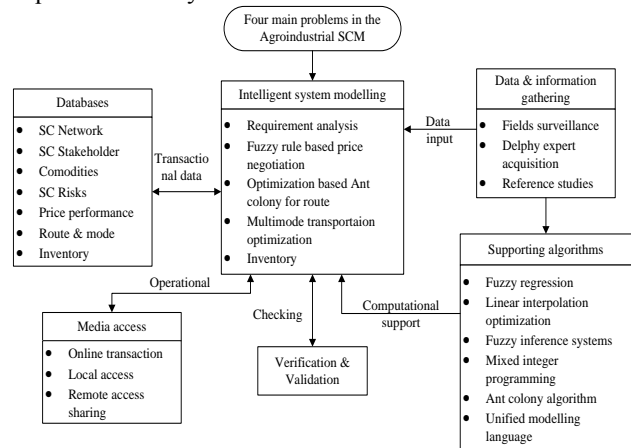 Four main problems in the
Agroindustrial SCM
Databases
SC Network
SC Stakeholder
Comodities
SC Risks
Price performance
Route & mode
Inventory
Transactio
nal data
Intelligent system modelling
Requirement analysis
Fuzzy rule based price
negotiation
Optimization based Ant
colony for route
Multimode transportaion
optimization
Inventory
Data
input
Data & information
gathering
Fields surveillance
Delphy expert
acquisition
Reference studies
Operational
Checking
Computational
support
Media access
Online transaction
Local access
Remote access
sharing
Verification &
Validation
Supporting algorithms
Fuzzy regression
Linear interpolation
optimization
Fuzzy inference systems
Mixed integer
programming
Ant colony algorithm
Unified modelling
language